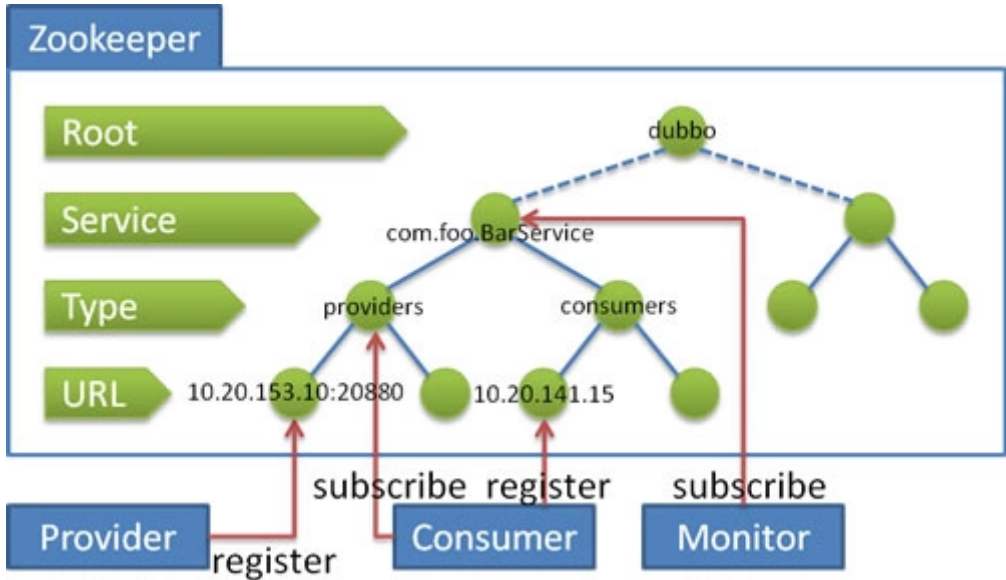 Zookeeper
Root
dubbo
Service
com.foo.BarService
Type
providers
consumers
URL
10.20.153.10:20880
10.20.141.15
subscribe
register
subscribe
Provider
Consumer
Monitor
register